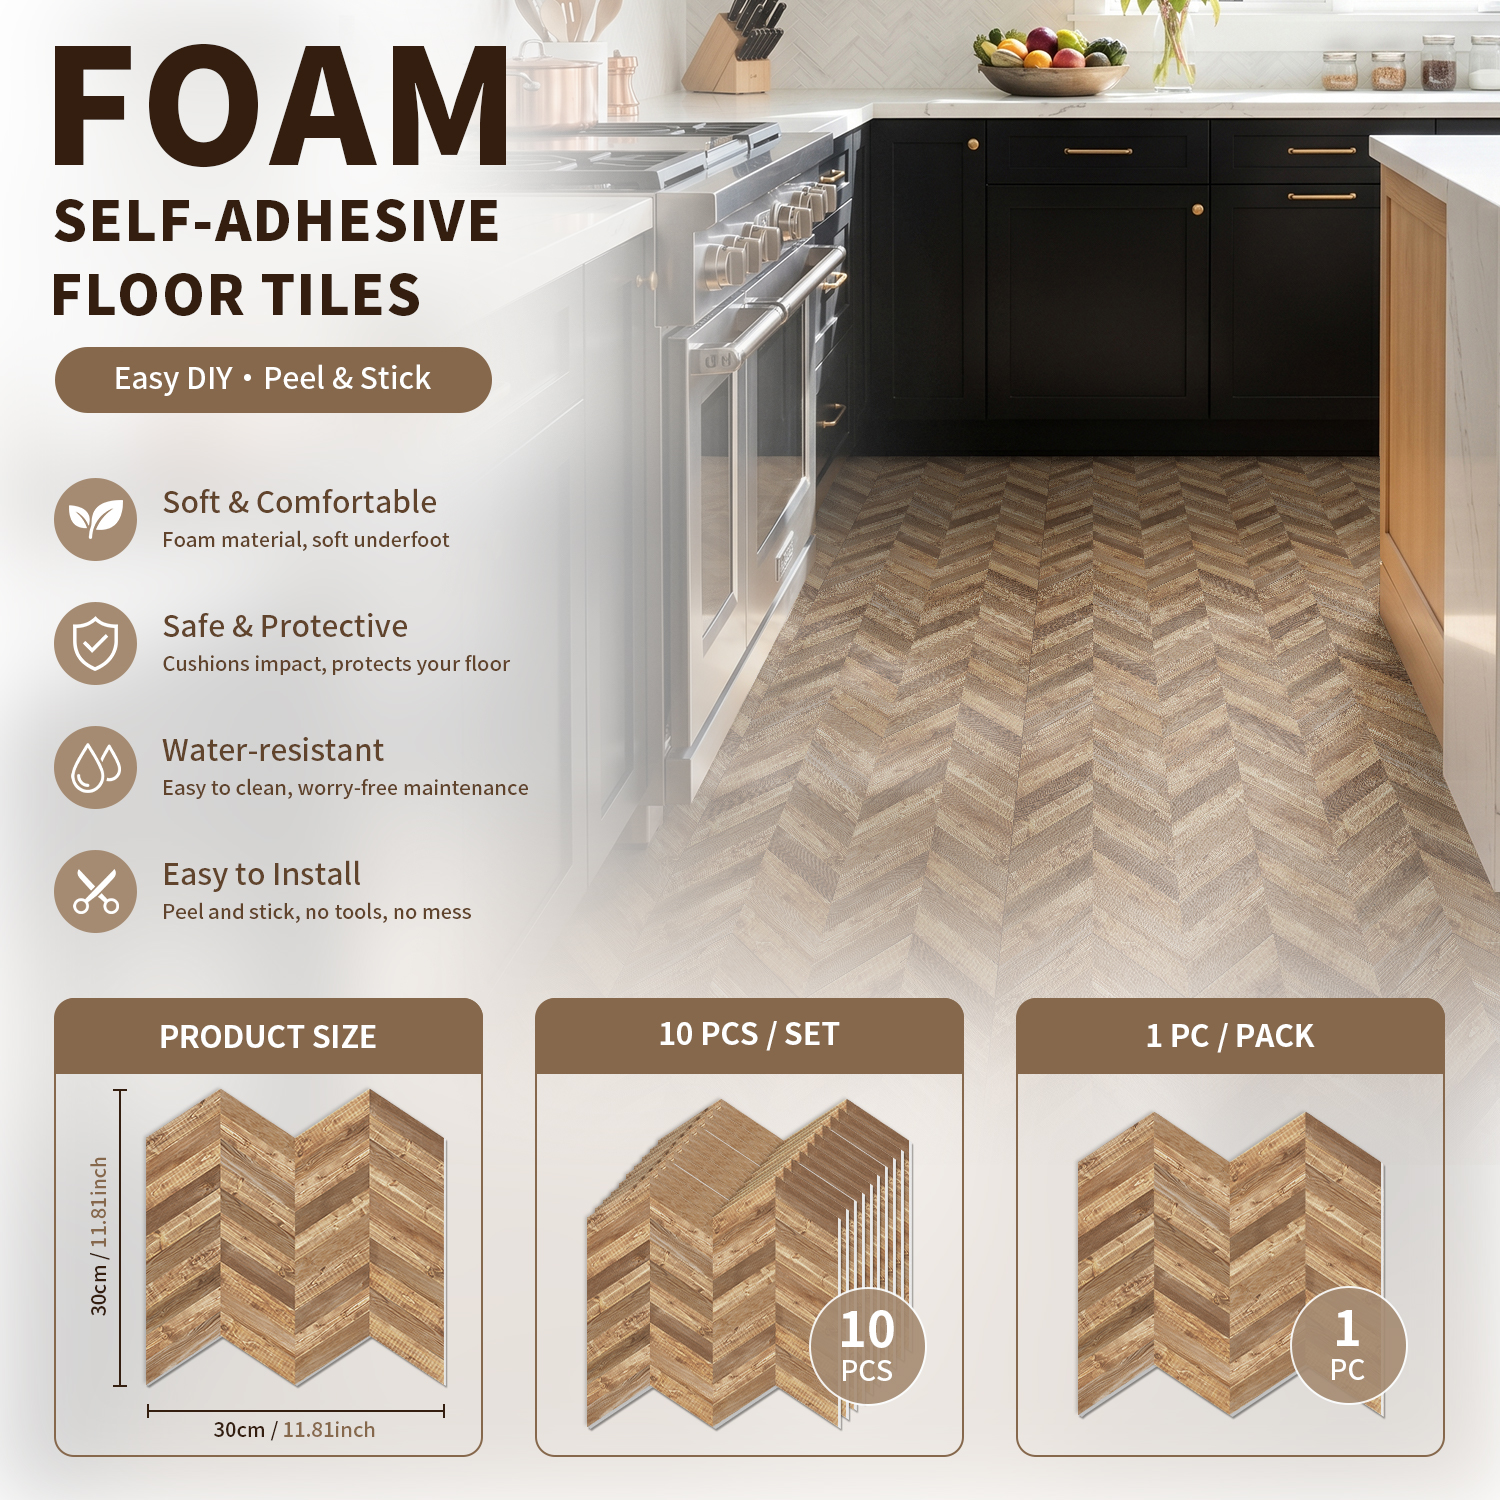 FOAM
SELF-ADHESIVE
FLOOR TILES
Easy DIY • Peel & Stick
Soft & Comfortable
Foam material, soft underfoot
Safe & Protective
Cushions impact, protects your floor
Water-resistant
Easy to clean, worry-free maintenance
Easy to Install
Peel and stick, no tools, no mess
PRODUCT SIZE
30cm / 11.81inch
30cm / 11.81inch
10 PCS / SET
10
PCS
1 PC / PACK
1
PC